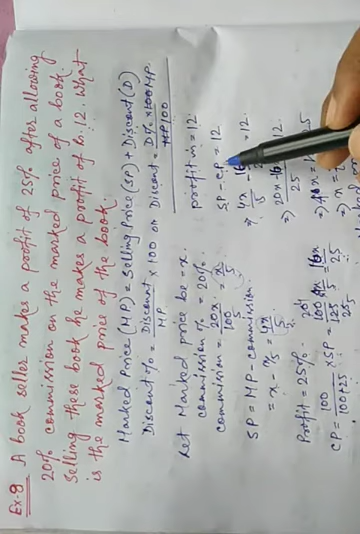 Ex-9 A book seller makes a profit of 25% after allowing
20% commission on the marked price of a book.
Selling these book he makes a profit of Rs. 12. What
is the marked price of the book.
Marked Price (MP) = Selling Price (SP) + Discount (D)
Discount % = Discount/MP × 100 or Discount = D% × MP/100
Let Marked price be = x.
commission % = 20%
commission = 20x/100 = x/5
SP = MP - commission.
= x - x/5 = 4x/5
Profit = 25%.
CP = 100/100+25 × SP = 100/125 × 4x/5 = 16x/25
profit = 12
SP - CP = 12
⇒ 4x/5 - 16x/25 = 12.
⇒ 20x - 16x/25 = 12.
⇒ 4x = 25
⇒ x =